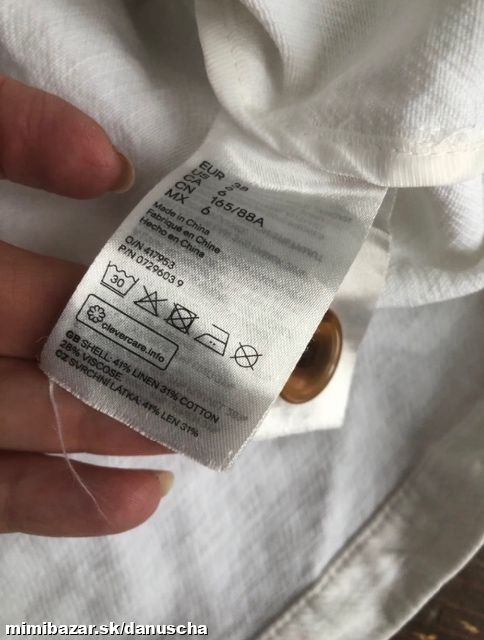 EUR 38
US 6
CA 6
CN 165/88A
MX 6
Made in China
Fabriqué en Chine
Hecho en China
O/N 417953
P/N 0729603 9
30
clevercare.info
GB SHELL: 41% LINEN 31% COTTON
28% VISCOSE
CZ SVRCHNÍ LÁTKA: 41% LEN 31%
mimibazar.sk/danuscha